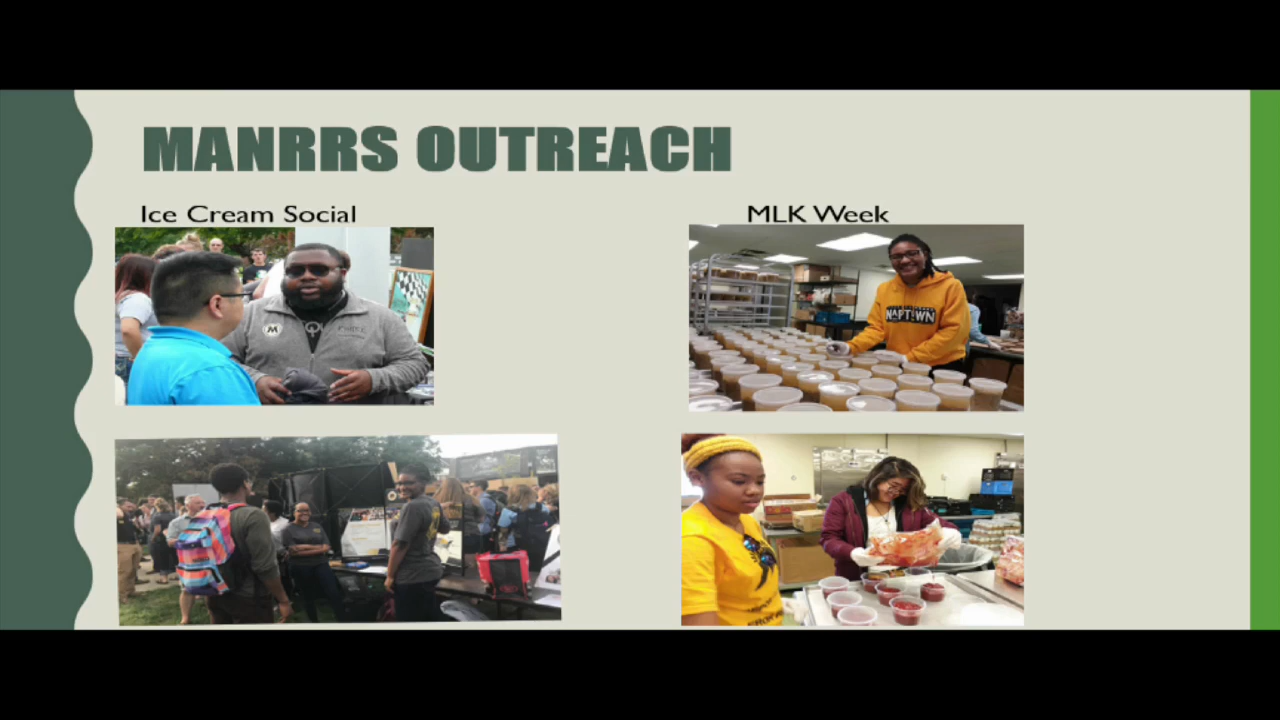 MANRRS OUTREACH
Ice Cream Social
MLK Week
M
NAPTOWN